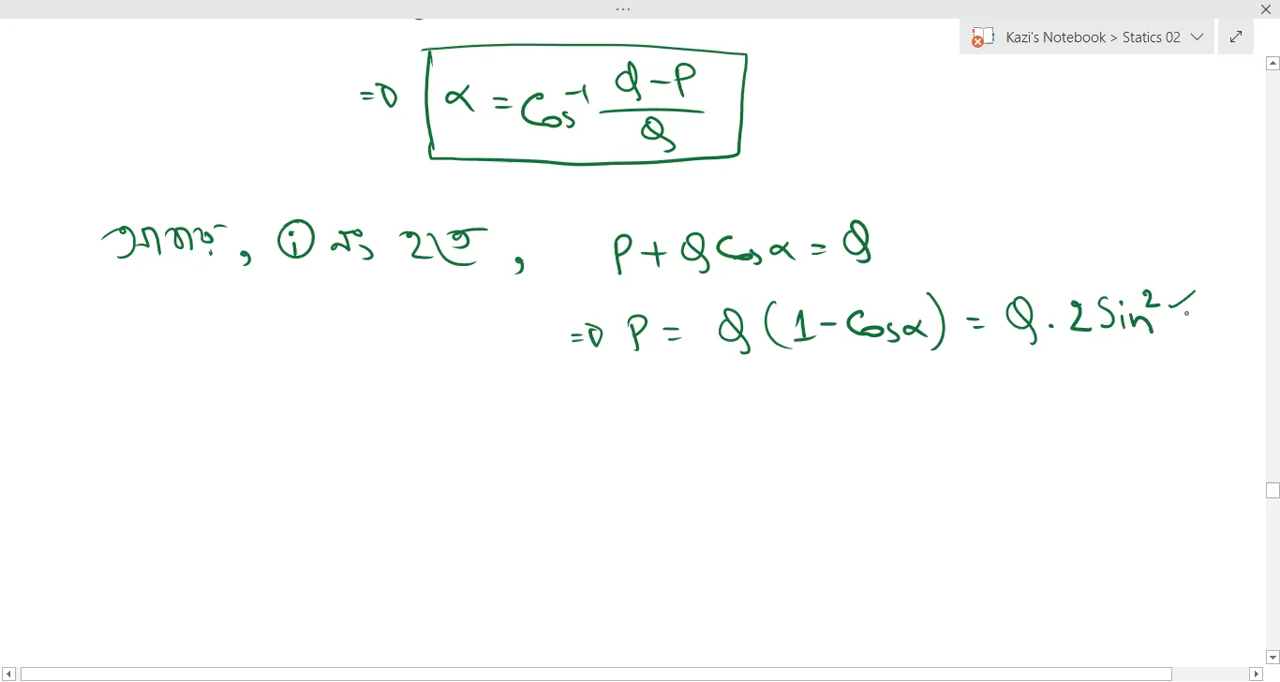 Kazi's Notebook > Statics 02
=> α = Cos⁻¹ (Q-P)/Q
আবার, (i) নং হতে, P + Q Cos α = Q
=> P = Q (1 - Cos α) = Q . 2 Sin²